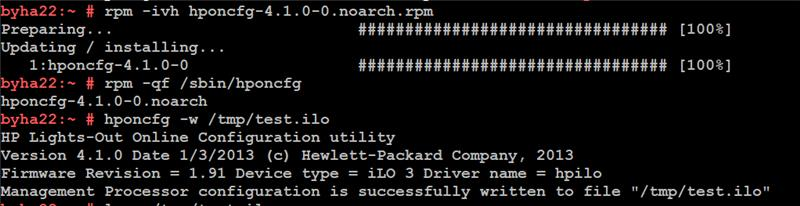 byha22:~ # rpm -ivh hponcfg-4.1.0-0.noarch.rpm
Preparing... ################################# [100%]
Updating / installing...
1:hponcfg-4.1.0-0 ################################# [100%]
byha22:~ # rpm -qf /sbin/hponcfg
hponcfg-4.1.0-0.noarch
byha22:~ # hponcfg -w /tmp/test.ilo
HP Lights-Out Online Configuration utility
Version 4.1.0 Date 1/3/2013 (c) Hewlett-Packard Company, 2013
Firmware Revision = 1.91 Device type = iLO 3 Driver name = hpilo
Management Processor configuration is successfully written to file "/tmp/test.ilo"